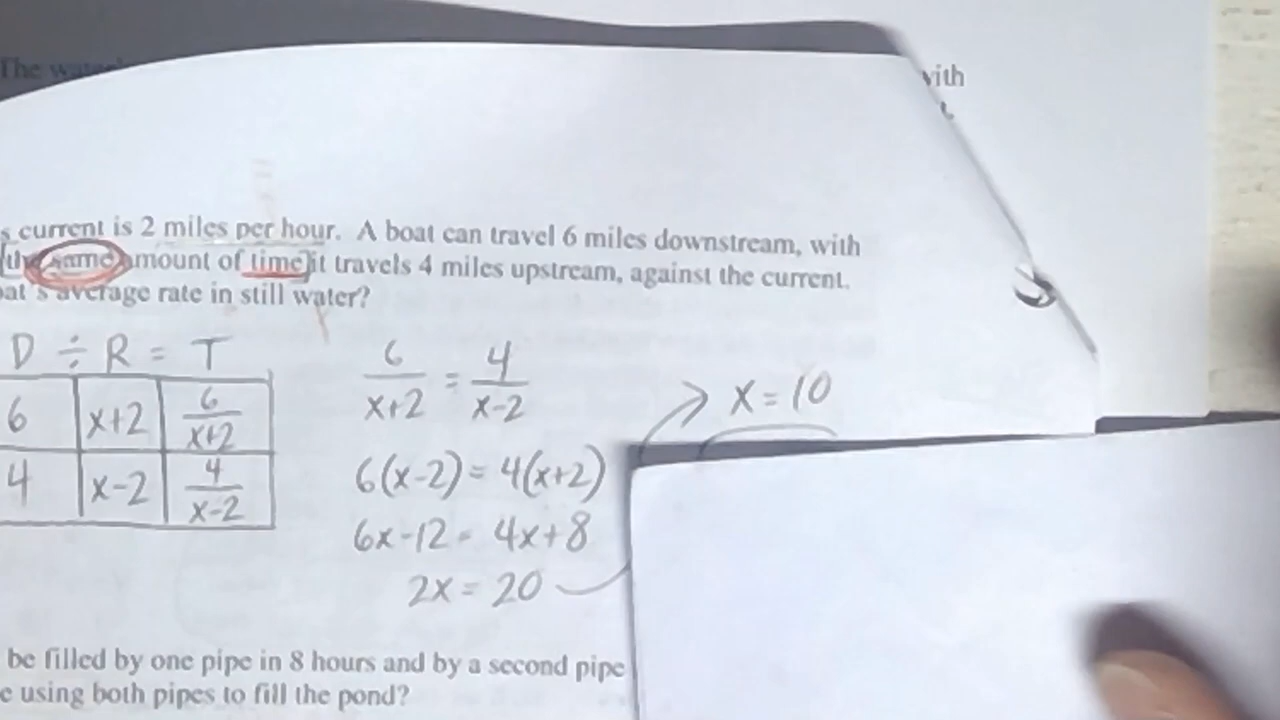 The
with
current is 2 miles per hour. A boat can travel 6 miles downstream, with
same amount of time it travels 4 miles upstream, against the current.
average rate in still water?
D ÷ R = T
6 x+2 6/(x+2)
4 x-2 4/(x-2)
6/(x+2) = 4/(x-2)
6(x-2) = 4(x+2)
6x-12 = 4x+8
2x = 20
→ x = 10
be filled by one pipe in 8 hours and by a second pipe
using both pipes to fill the pond?